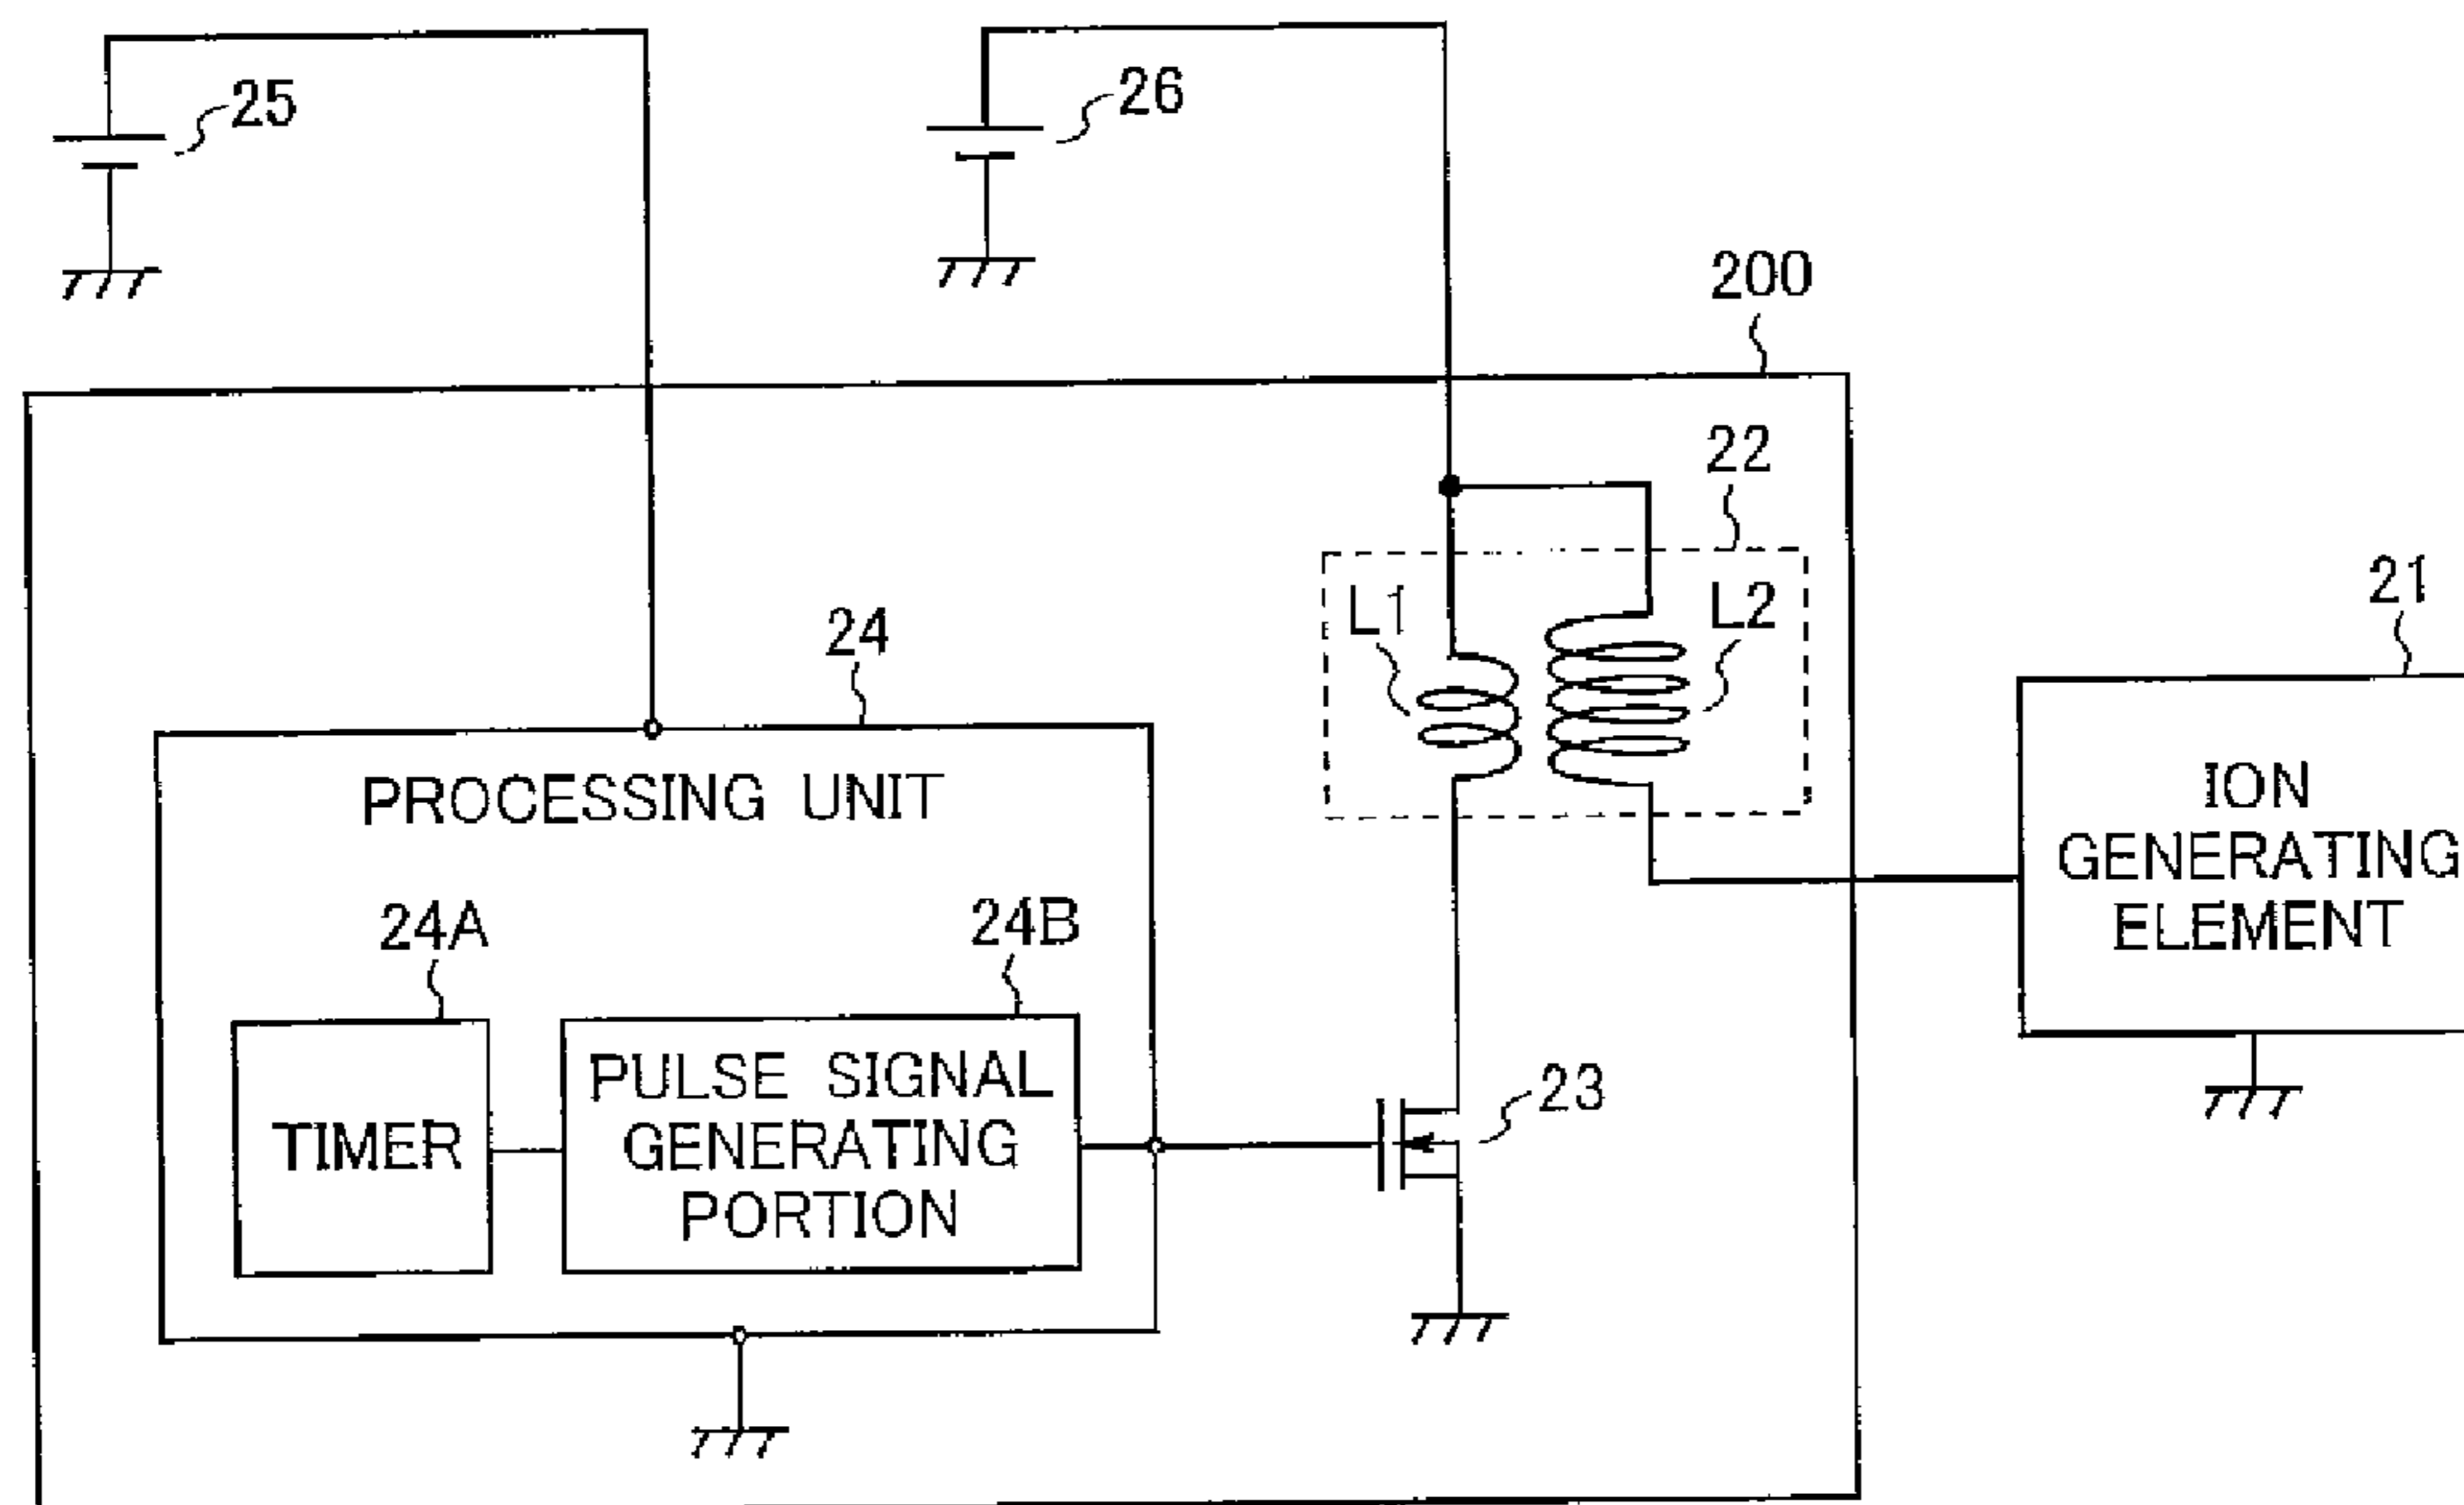 25
26
200
22
L1
L2
21
24
PROCESSING UNIT
ION
GENERATING
ELEMENT
24A
24B
TIMER
PULSE SIGNAL
GENERATING
PORTION
23